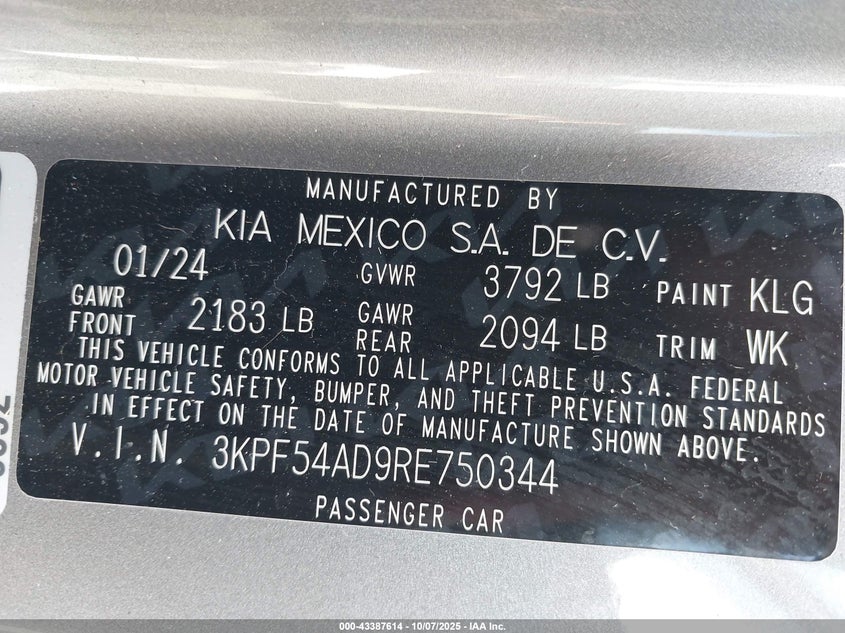 MANUFACTURED BY
KIA MEXICO S.A. DE C.V.
01/24 GVWR 3792 LB PAINT KLG
GAWR FRONT 2183 LB GAWR REAR 2094 LB TRIM WK
THIS VEHICLE CONFORMS TO ALL APPLICABLE U.S.A. FEDERAL
MOTOR VEHICLE SAFETY, BUMPER, AND THEFT PREVENTION STANDARDS
IN EFFECT ON THE DATE OF MANUFACTURE SHOWN ABOVE.
V.I.N. 3KPF54AD9RE750344
PASSENGER CAR
000-43387614 - 10/07/2025 - IAA Inc.